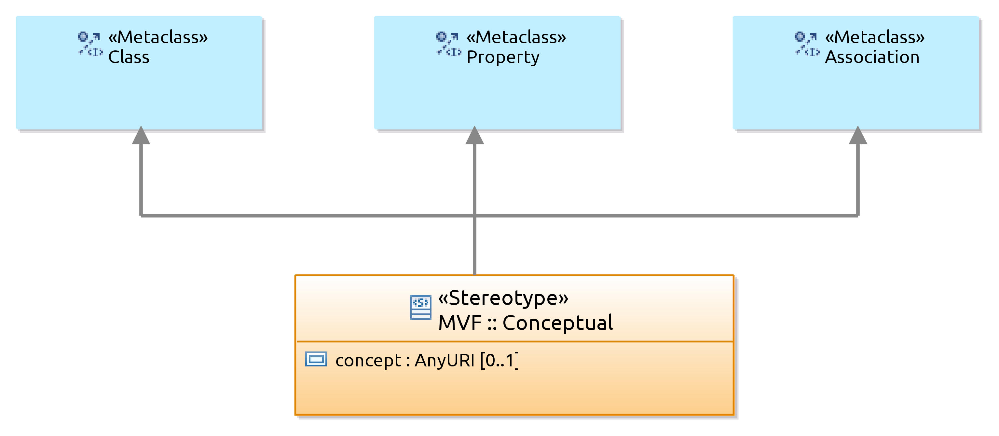 «Metaclass»
Class
«Metaclass»
Property
«Metaclass»
Association
«Stereotype»
MVF :: Conceptual
concept : AnyURI [0..1]